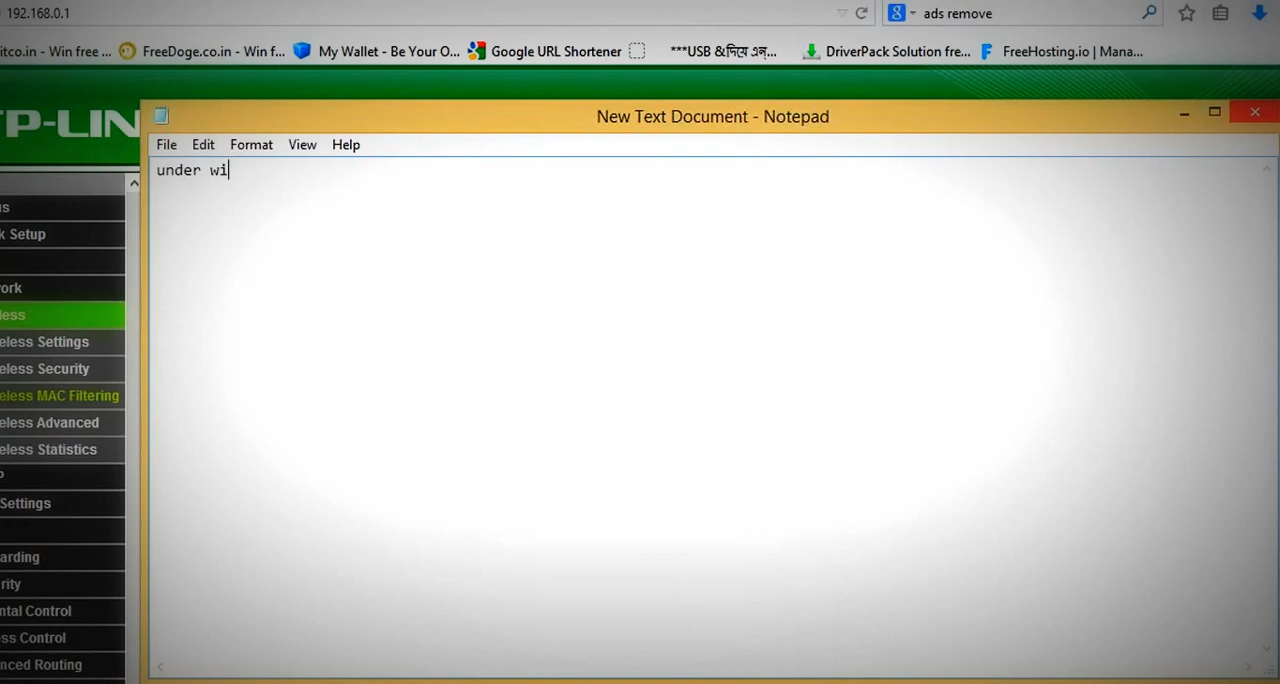 192.168.0.1
ads remove
itco.in - Win free ...
FreeDoge.co.in - Win f...
My Wallet - Be Your O...
Google URL Shortener
***USB &দিয়ে এন্...
DriverPack Solution fre...
FreeHosting.io | Mana...
TP-LIN
New Text Document - Notepad
File Edit Format View Help
under wi
us
k Setup
ork
less
eless Settings
eless Security
eless MAC Filtering
eless Advanced
eless Statistics
P
Settings
arding
rity
ntal Control
ss Control
nced Routing